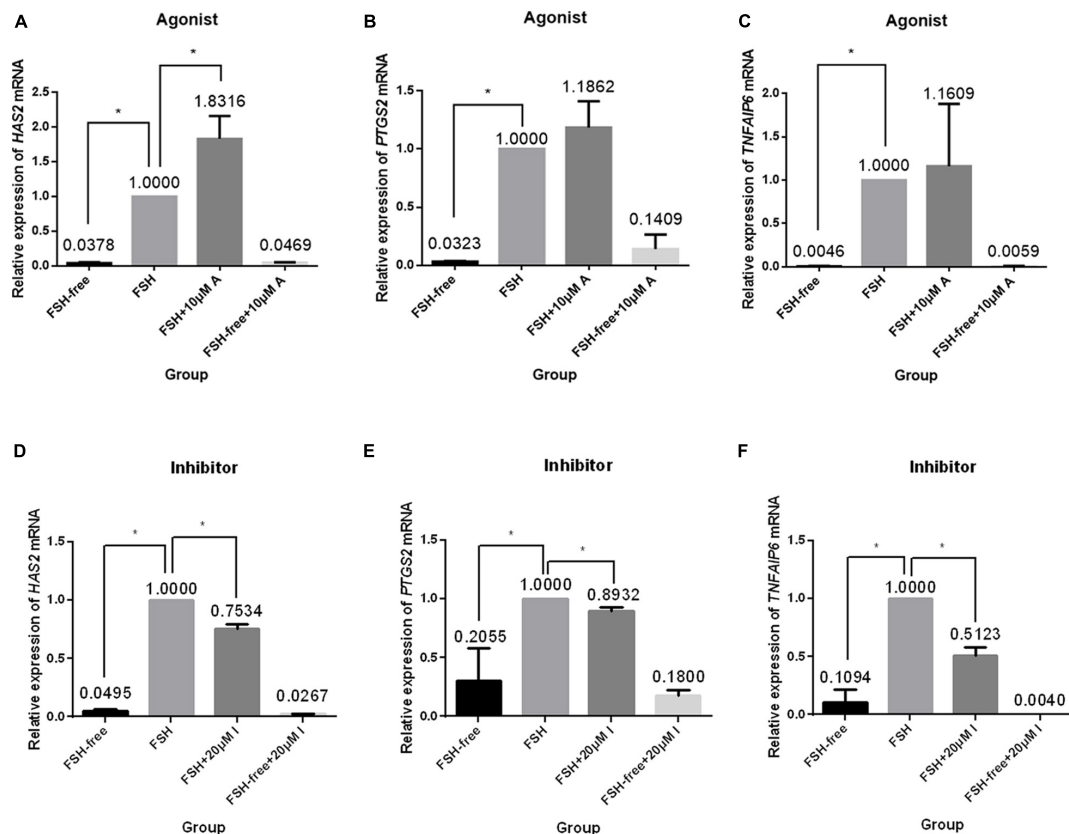 A
Agonist
Relative expression of HAS2 mRNA
2.5
2.0
1.5
1.0
0.5
0.0
*
*
0.0378
1.0000
1.8316
0.0469
FSH-free
FSH
FSH+10μM A
FSH-free+10μM A
Group
B
Agonist
Relative expression of PTGS2 mRNA
1.5
1.0
0.5
0.0
*
0.0323
1.0000
1.1862
0.1409
FSH-free
FSH
FSH+10μM A
FSH-free+10μM A
Group
C
Agonist
Relative expression of TNFAIP6 mRNA
2.0
1.5
1.0
0.5
0.0
*
0.0046
1.0000
1.1609
0.0059
FSH-free
FSH
FSH+10μM A
FSH-free+10μM A
Group
D
Inhibitor
Relative expression of HAS2 mRNA
1.5
1.0
0.5
0.0
*
*
0.0495
1.0000
0.7534
0.0267
FSH-free
FSH
FSH+20μM I
FSH-free+20μM I
Group
E
Inhibitor
Relative expression of PTGS2 mRNA
1.5
1.0
0.5
0.0
*
*
0.2055
1.0000
0.8932
0.1800
FSH-free
FSH
FSH+20μM I
FSH-free+20μM I
Group
F
Inhibitor
Relative expression of TNFAIP6 mRNA
1.5
1.0
0.5
0.0
*
*
0.1094
1.0000
0.5123
0.0040
FSH-free
FSH
FSH+20μM I
FSH-free+20μM I
Group